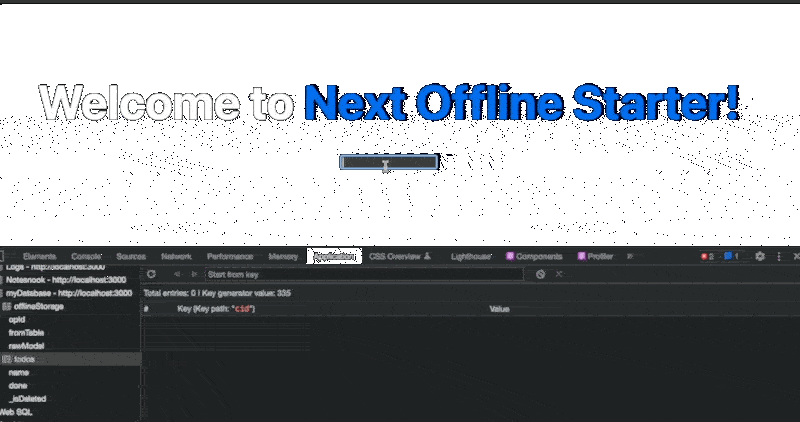 Welcome to Next Offline Starter!
Elements Console Sources Network Performance Memory Application CSS Overview Lighthouse Components Profiler » 2 1
Logs - http://localhost:3000
Start from key
Notesnook - http://localhost:3000
myDatabase - http://localhost:3000
Total entries: 0 | Key generator value: 335
offlineStorage
# Key (Key path: "cid") Value
opId
fromTable
rawModel
todos
name
done
_isDeleted
Web SQL